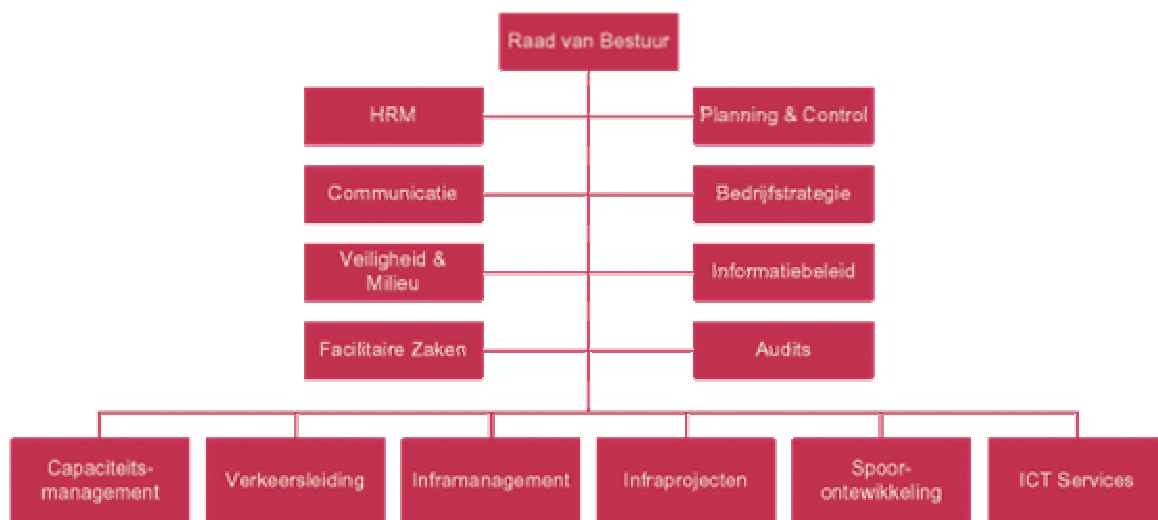 Raad van Bestuur
HRM
Planning & Control
Communicatie
Bedrijfstrategie
Veiligheid &
Milieu
Informatiebeleid
Facilitaire Zaken
Audits
Capaciteits-
management
Verkeersleiding
Inframanagement
Infraprojecten
Spoor-
ontewikkeling
ICT Services